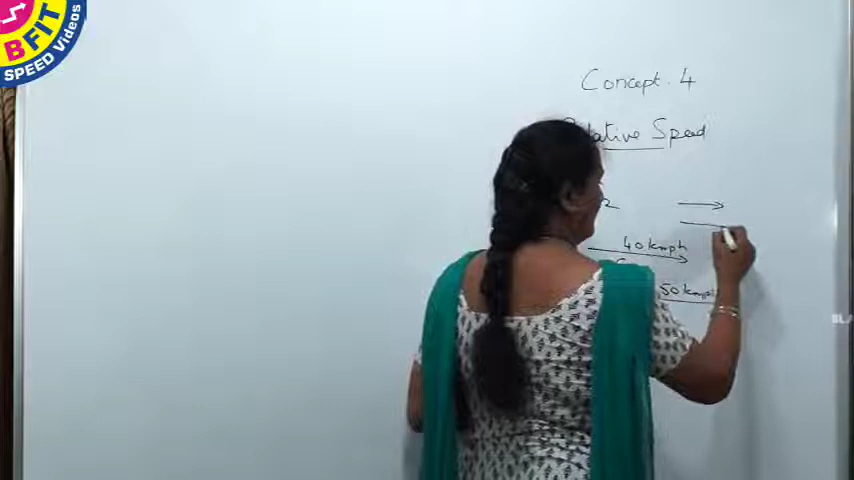 BFIT
SPEED Videos
Concept. 4
Relative Speed
40 kmph
50 kmph